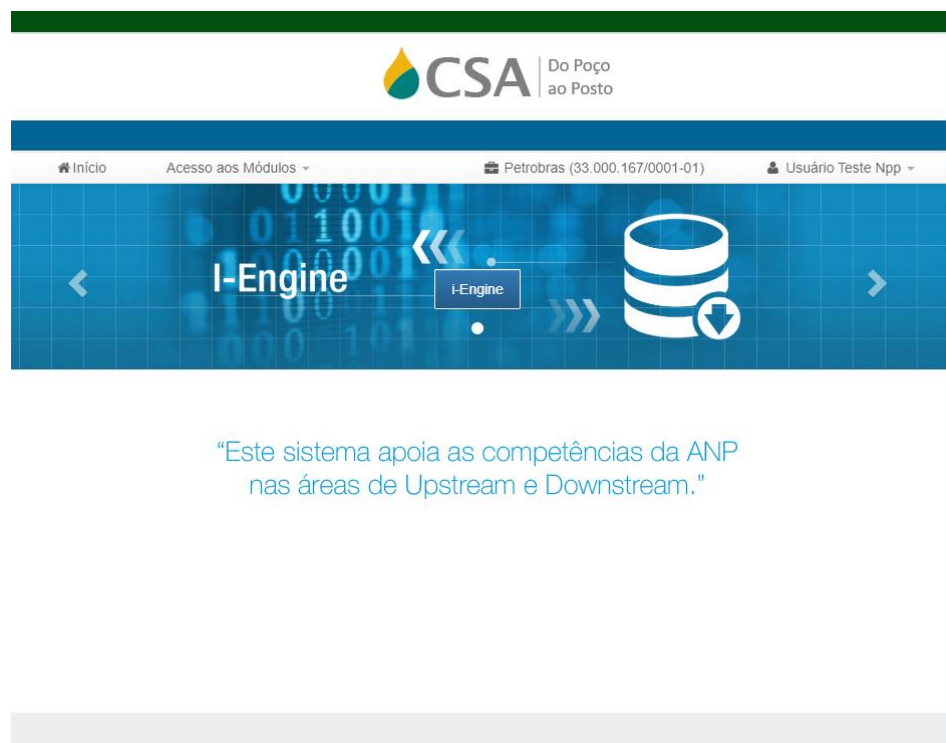 CSA
Do Poço
ao Posto
Início Acesso aos Módulos Petrobras (33.000.167/0001-01) Usuário Teste Npp
I-Engine
i-Engine
“Este sistema apoia as competências da ANP
nas áreas de Upstream e Downstream.”